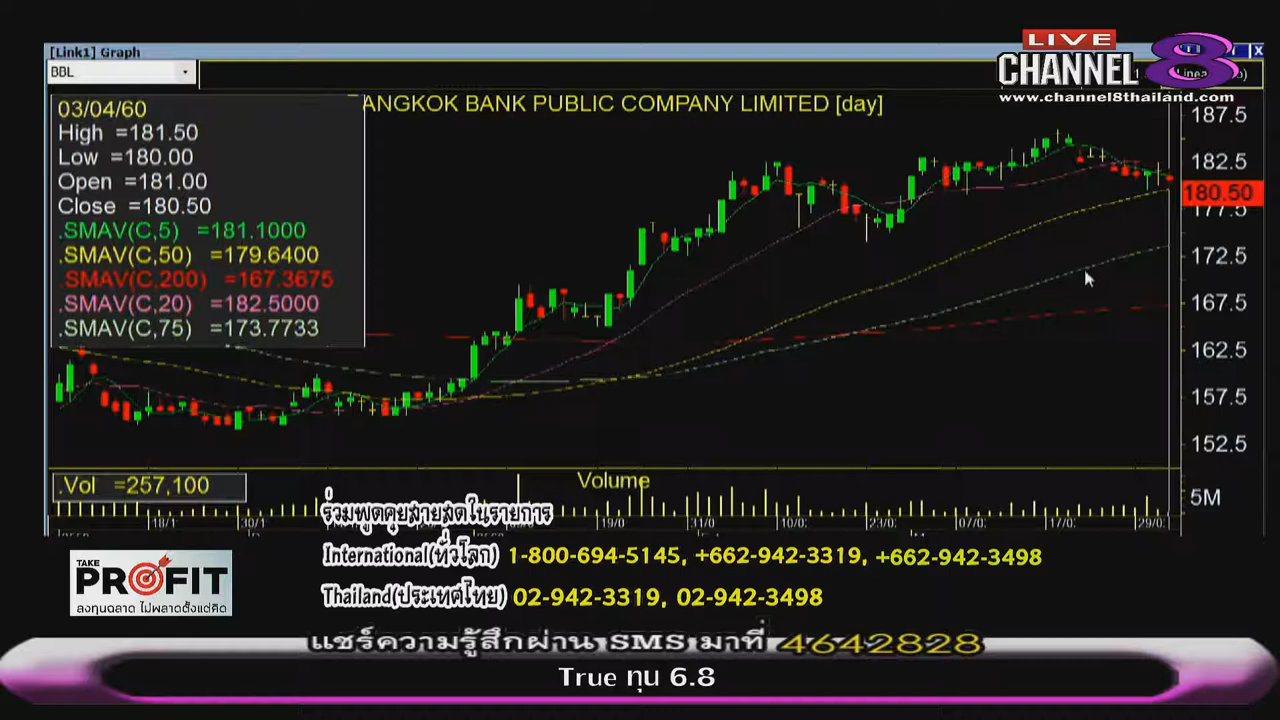 [Link1] Graph
LIVE
CHANNEL 8
www.channel8thailand.com
BBL
ANGKOK BANK PUBLIC COMPANY LIMITED [day]
03/04/60
High =181.50
Low =180.00
Open =181.00
Close =180.50
.SMAV(C,5) =181.1000
.SMAV(C,50) =179.6400
.SMAV(C,200) =167.3675
.SMAV(C,20) =182.5000
.SMAV(C,75) =173.7733
187.5
182.5
180.50
177.5
172.5
167.5
162.5
157.5
152.5
.Vol =257,100
Volume
5M
18/1
30/1
19/0
31/0
10/0
23/0
07/0
17/0
29/0
ร่วมพูดคุยสายสดในรายการ
International(ทั่วโลก) 1-800-694-5145, +662-942-3319, +662-942-3498
Thailand(ประเทศไทย) 02-942-3319, 02-942-3498
TAKE
PROFIT
ลงทุนฉลาด ไม่พลาดตั้งแต่คิด
แชร์ความรู้สึกผ่าน SMS มาที่ 4642828
True ทุน 6.8